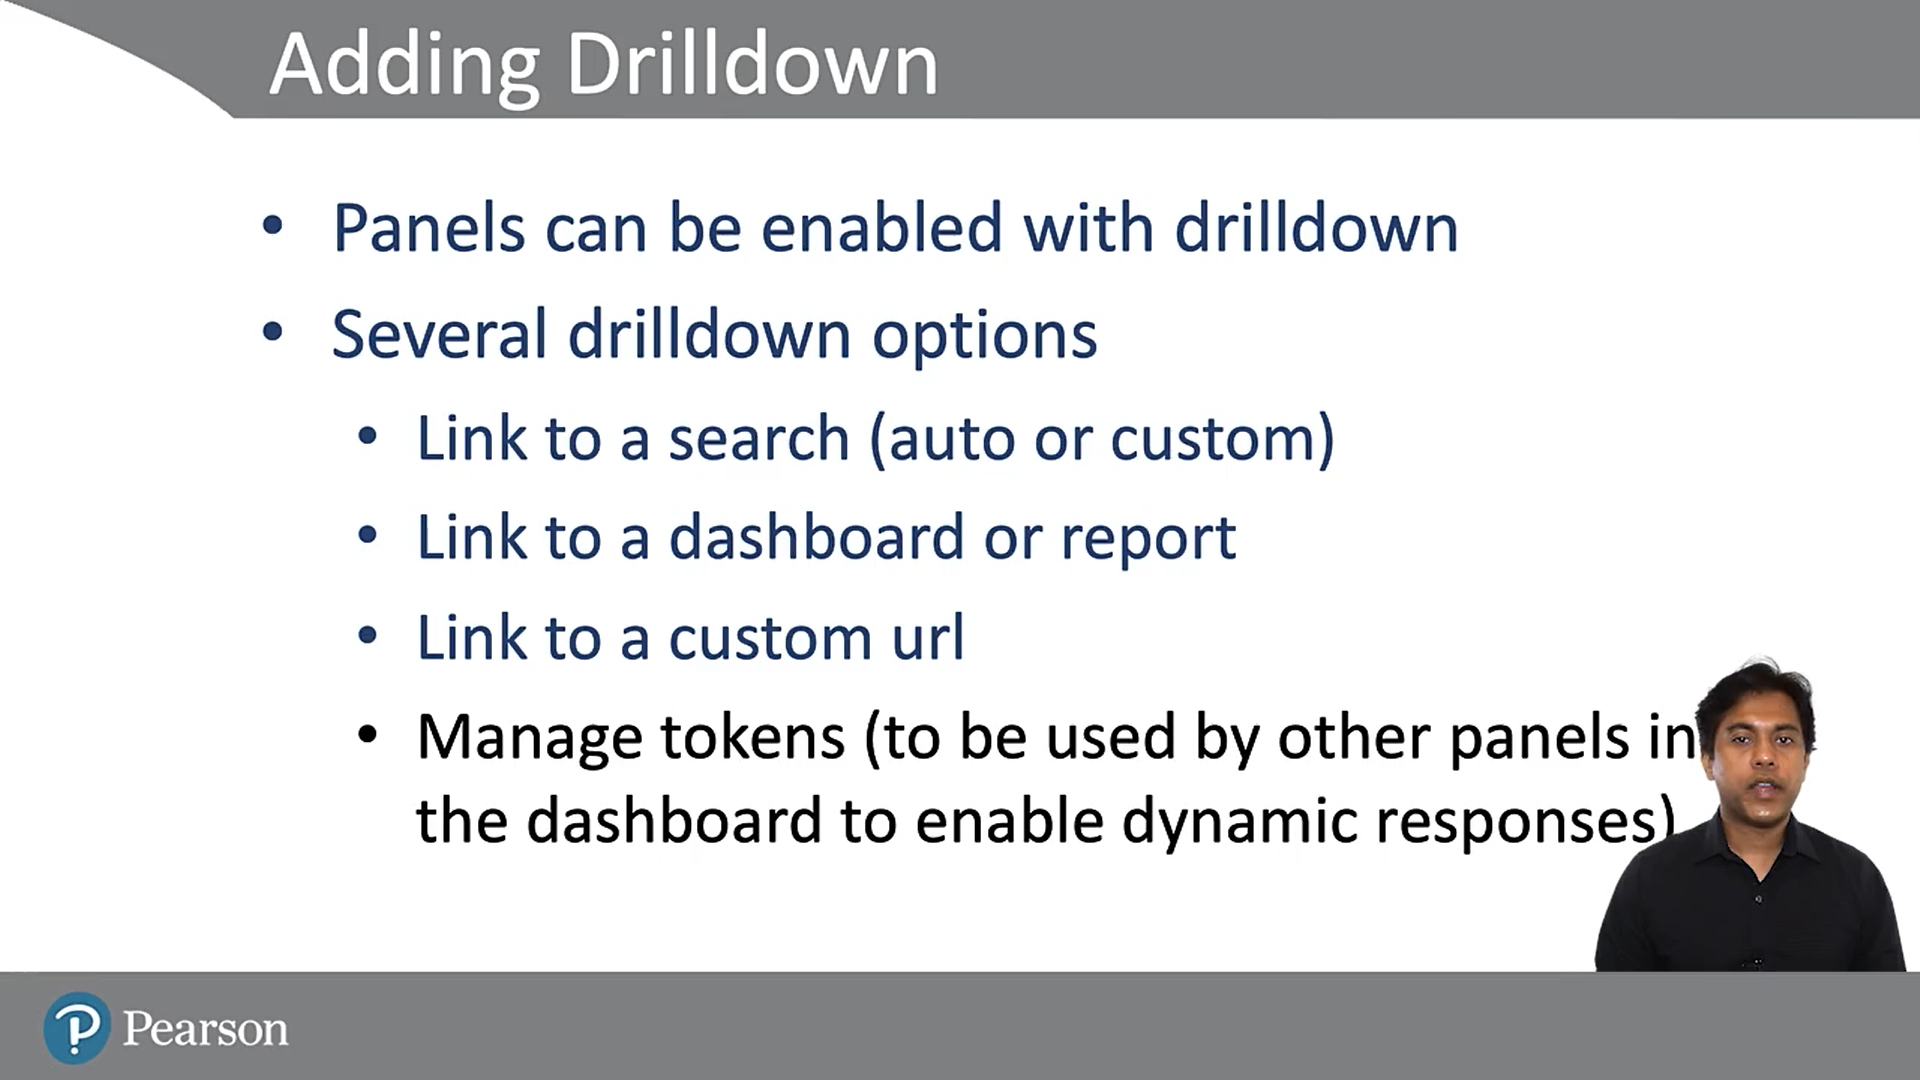 Adding Drilldown
• Panels can be enabled with drilldown
• Several drilldown options
• Link to a search (auto or custom)
• Link to a dashboard or report
• Link to a custom url
• Manage tokens (to be used by other panels in
the dashboard to enable dynamic responses)
Pearson